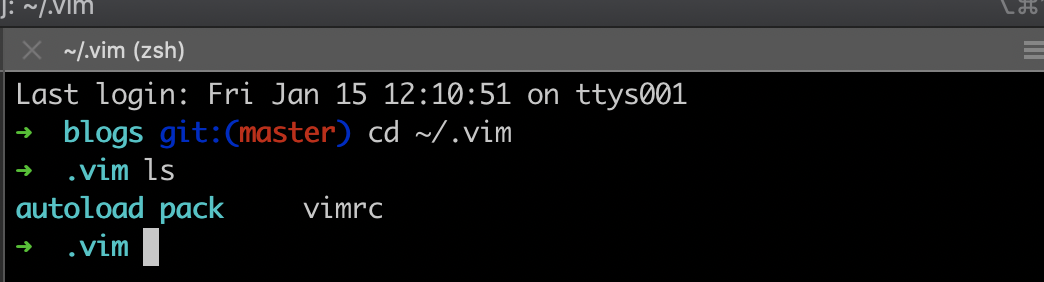 j: ~/.vim ⌥⌘
~/.vim (zsh)
Last login: Fri Jan 15 12:10:51 on ttys001
➜ blogs git:(master) cd ~/.vim
➜ .vim ls
autoload pack vimrc
➜ .vim